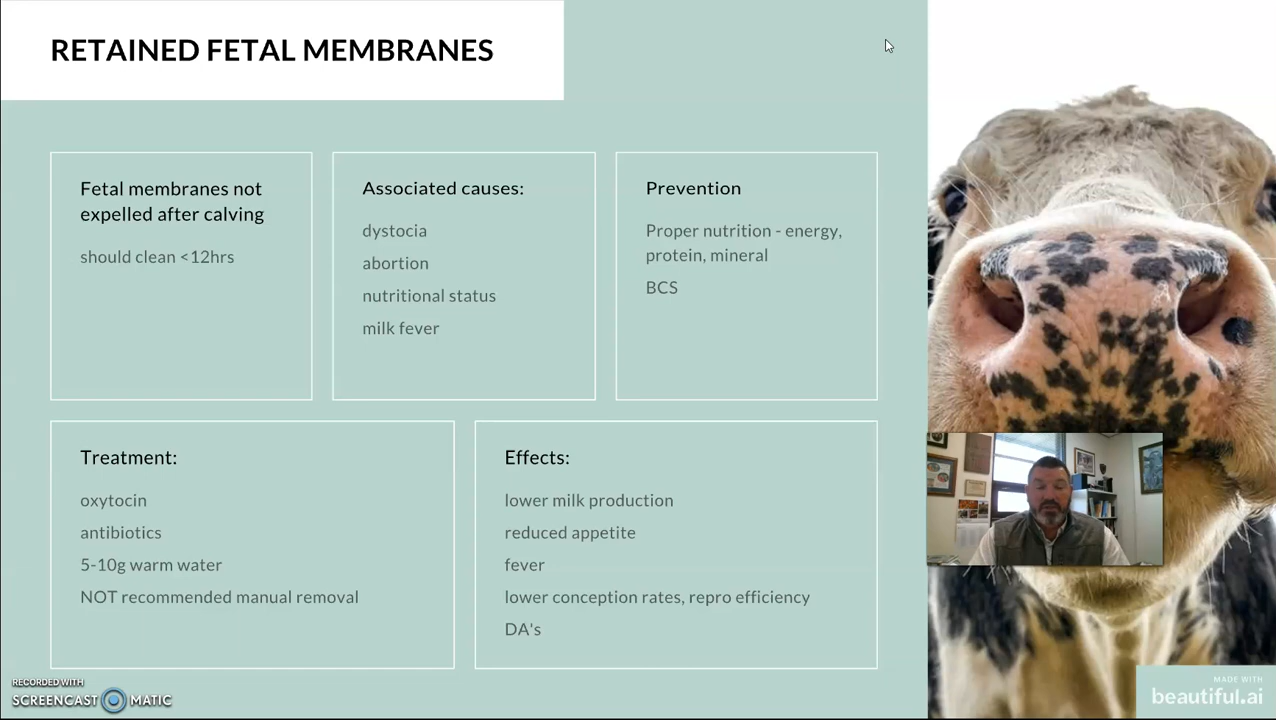 RETAINED FETAL MEMBRANES
Fetal membranes not
expelled after calving
should clean <12hrs
Associated causes:
dystocia
abortion
nutritional status
milk fever
Prevention
Proper nutrition - energy,
protein, mineral
BCS
Treatment:
oxytocin
antibiotics
5-10g warm water
NOT recommended manual removal
Effects:
lower milk production
reduced appetite
fever
lower conception rates, repro efficiency
DA's
RECORDED WITH
SCREENCAST MATIC
MADE WITH
beautiful.ai